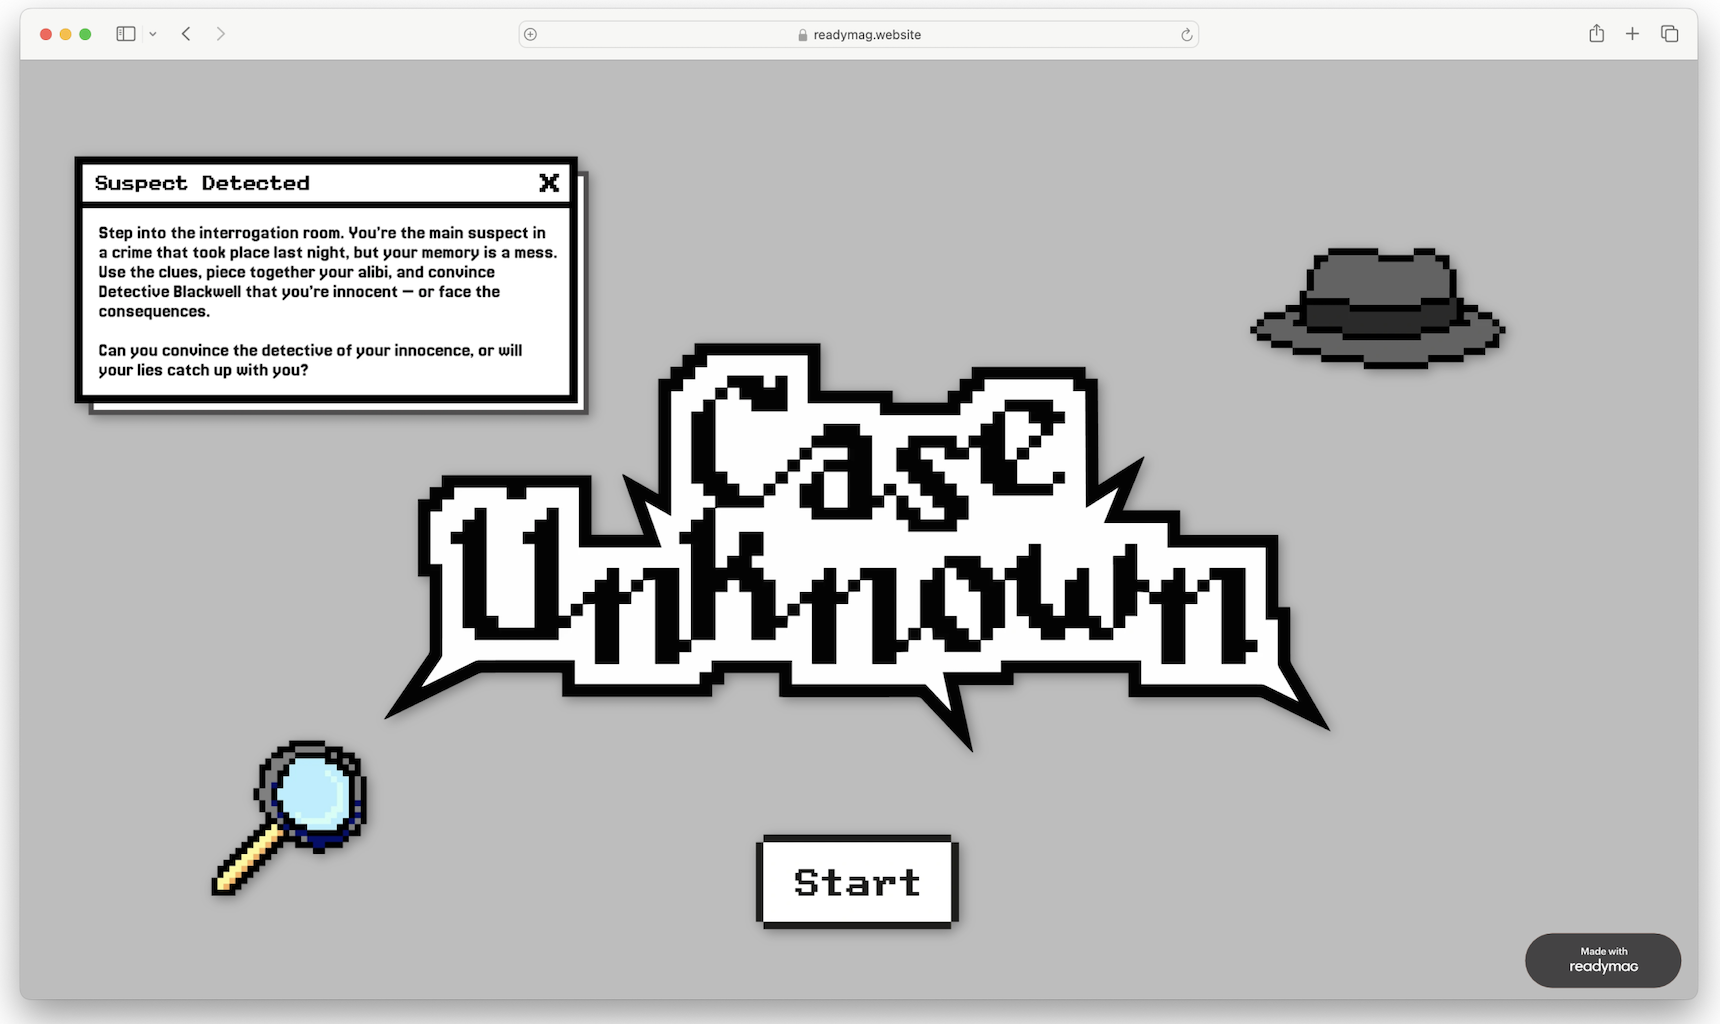 readymag.website
Suspect Detected
Step into the interrogation room. You're the main suspect in
a crime that took place last night, but your memory is a mess.
Use the clues, piece together your alibi, and convince
Detective Blackwell that you're innocent — or face the
consequences.
Can you convince the detective of your innocence, or will
your lies catch up with you?
Case
Unknown
Start
Made with
readymag